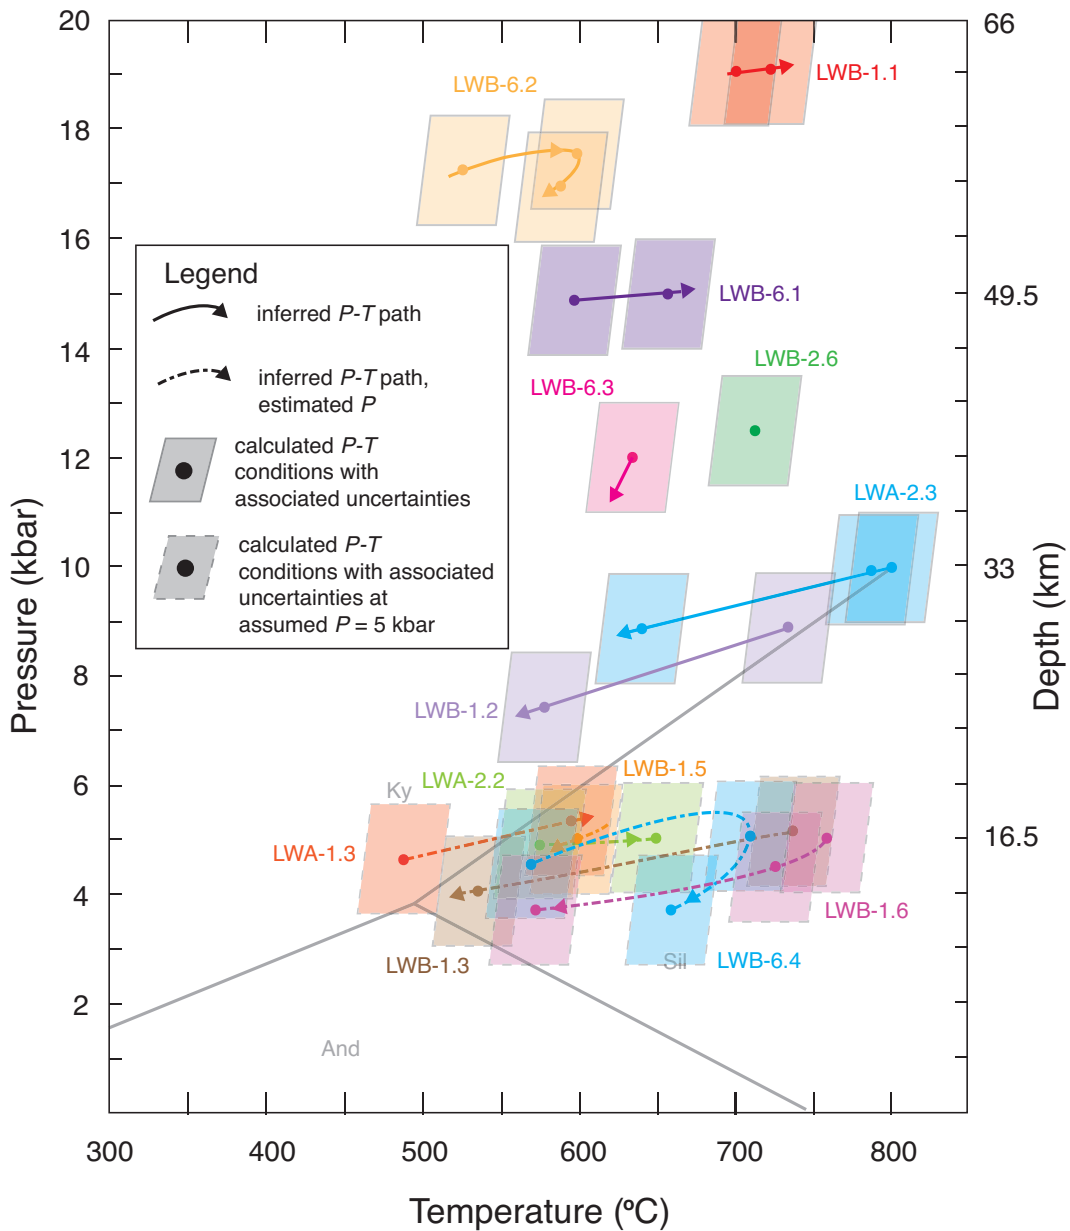 20
66
LWB-6.2
LWB-1.1
18
16
Legend
inferred P-T path
inferred P-T path,
estimated P
calculated P-T
conditions with
associated uncertainties
calculated P-T
conditions with associated
uncertainties at
assumed P = 5 kbar
LWB-6.1
49.5
14
LWB-2.6
LWB-6.3
12
LWA-2.3
10
33
Pressure (kbar)
Depth (km)
8
LWB-1.2
LWB-1.5
LWA-2.2
6
Ky
LWA-1.3
16.5
4
LWB-1.6
LWB-1.3
Sil
LWB-6.4
2
And
300
400
500
600
700
800
Temperature (ºC)